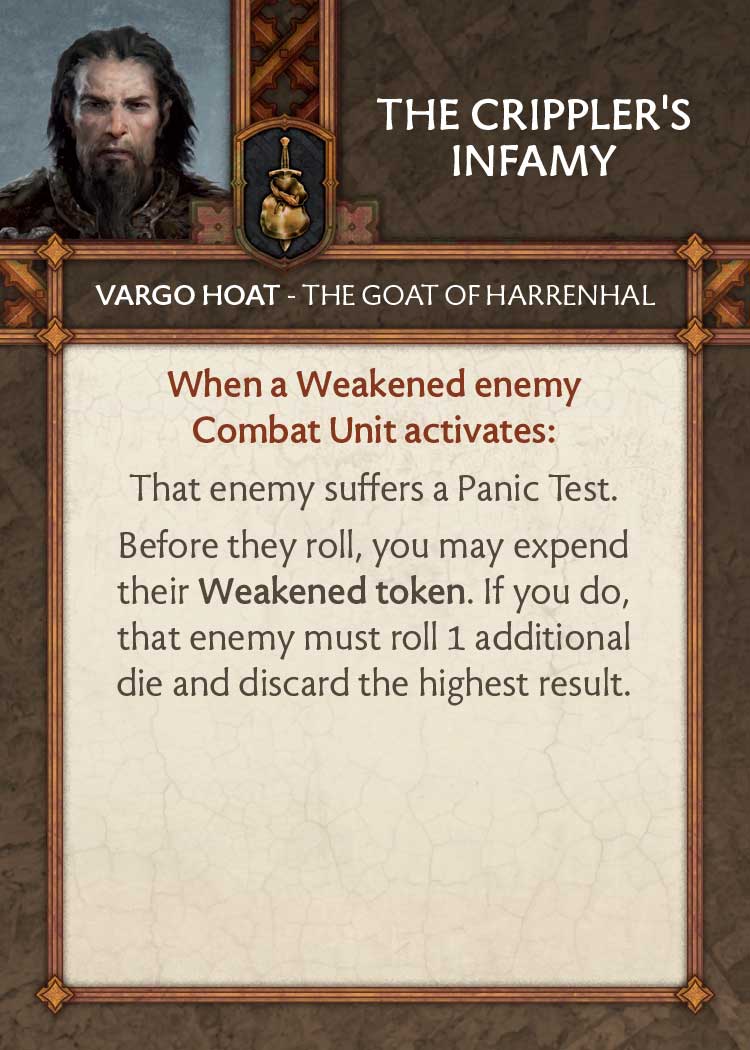 THE CRIPPLER'S
INFAMY
VARGO HOAT - THE GOAT OF HARRENHAL
When a Weakened enemy
Combat Unit activates:
That enemy suffers a Panic Test.
Before they roll, you may expend
their Weakened token. If you do,
that enemy must roll 1 additional
die and discard the highest result.